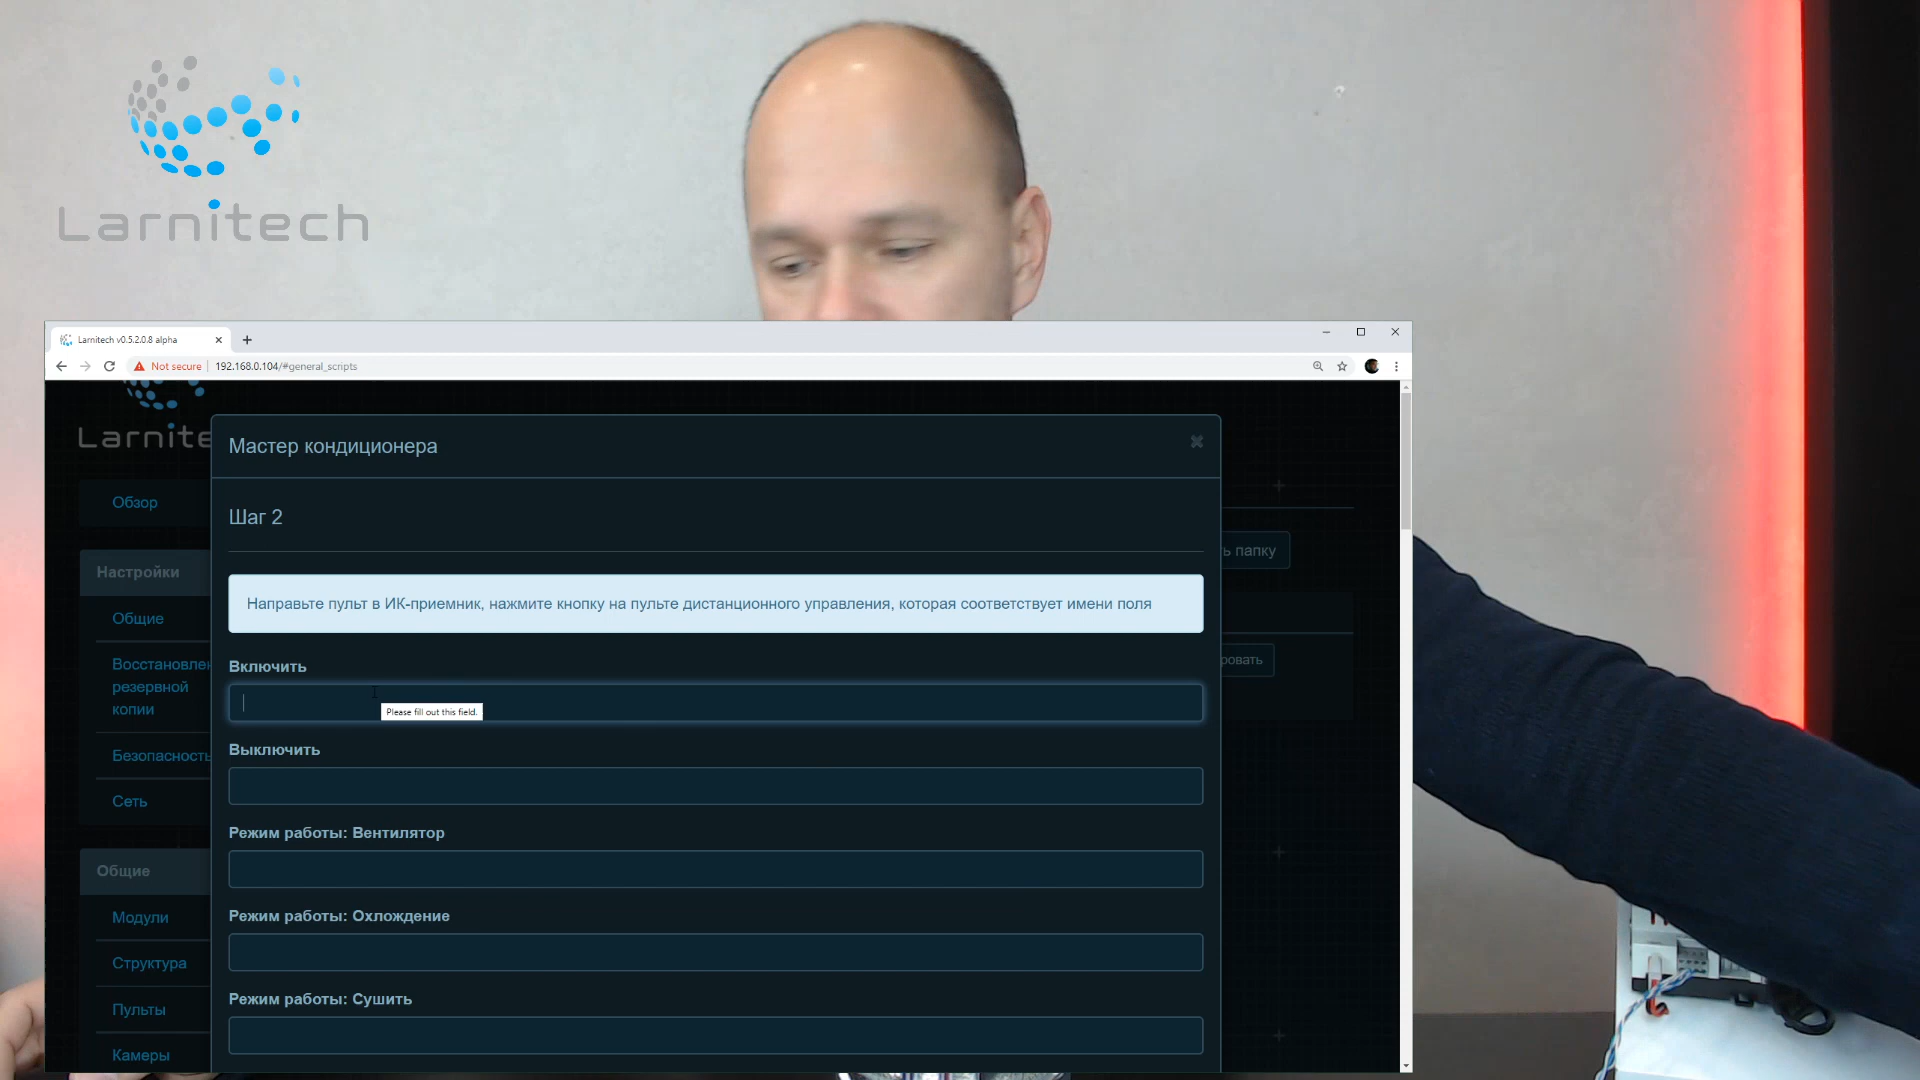 Larnitech
Larnitech v0.5.2.0.8 alpha
Not secure
192.168.0.104/#general_scripts
Larnite
Мастер кондиционера
Шаг 2
Обзор
ь папку
Настройки
Направьте пульт в ИК-приемник, нажмите кнопку на пульте дистанционного управления, которая соответствует имени поля
Общие
ровать
Включить
Восстановлен
резервной
копии
Please fill out this field.
Выключить
Безопасность
Сеть
Режим работы: Вентилятор
Общие
Режим работы: Охлождение
Модули
Структура
Режим работы: Сушить
Пульты
Камеры